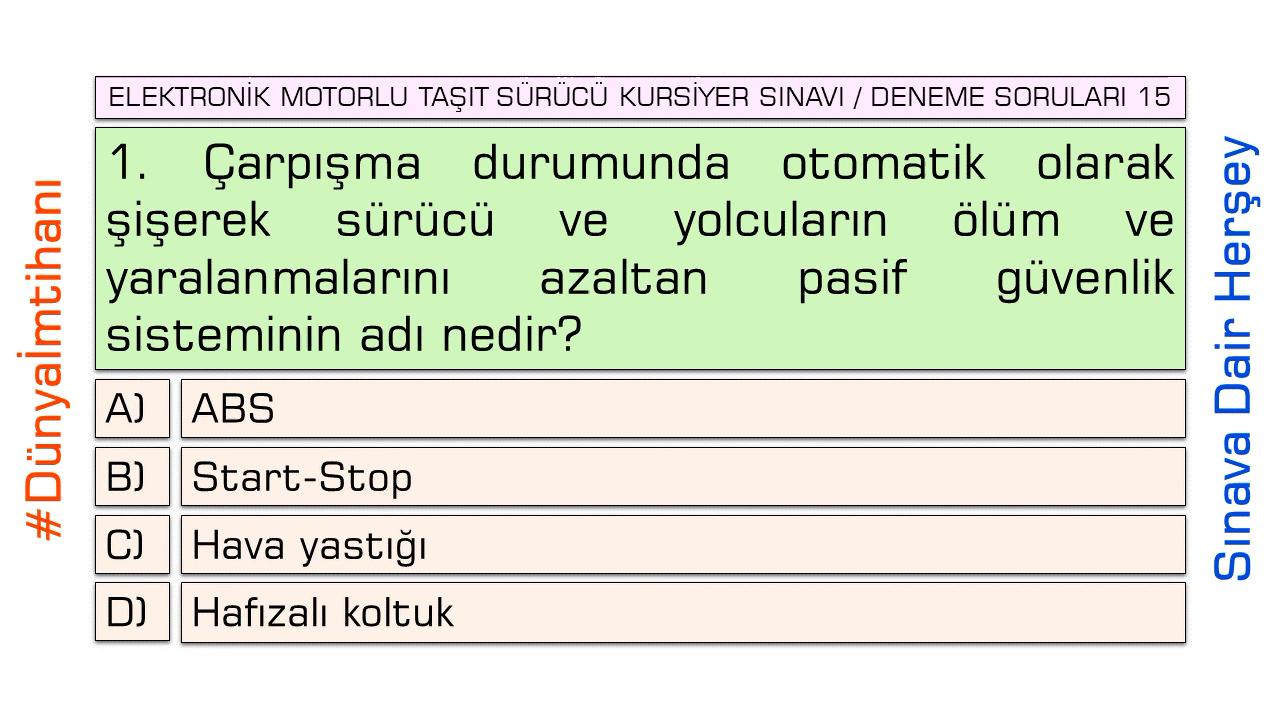 ELEKTRONİK MOTORLU TAŞIT SÜRÜCÜ KURSİYER SINAVI / DENEME SORULARI 15
1. Çarpışma durumunda otomatik olarak
şişerek sürücü ve yolcuların ölüm ve
yaralanmalarını azaltan pasif güvenlik
sisteminin adı nedir?
A) ABS
B) Start-Stop
C) Hava yastığı
D) Hafızalı koltuk
#Dünyaİmtihanı
Sınava Dair Herşey